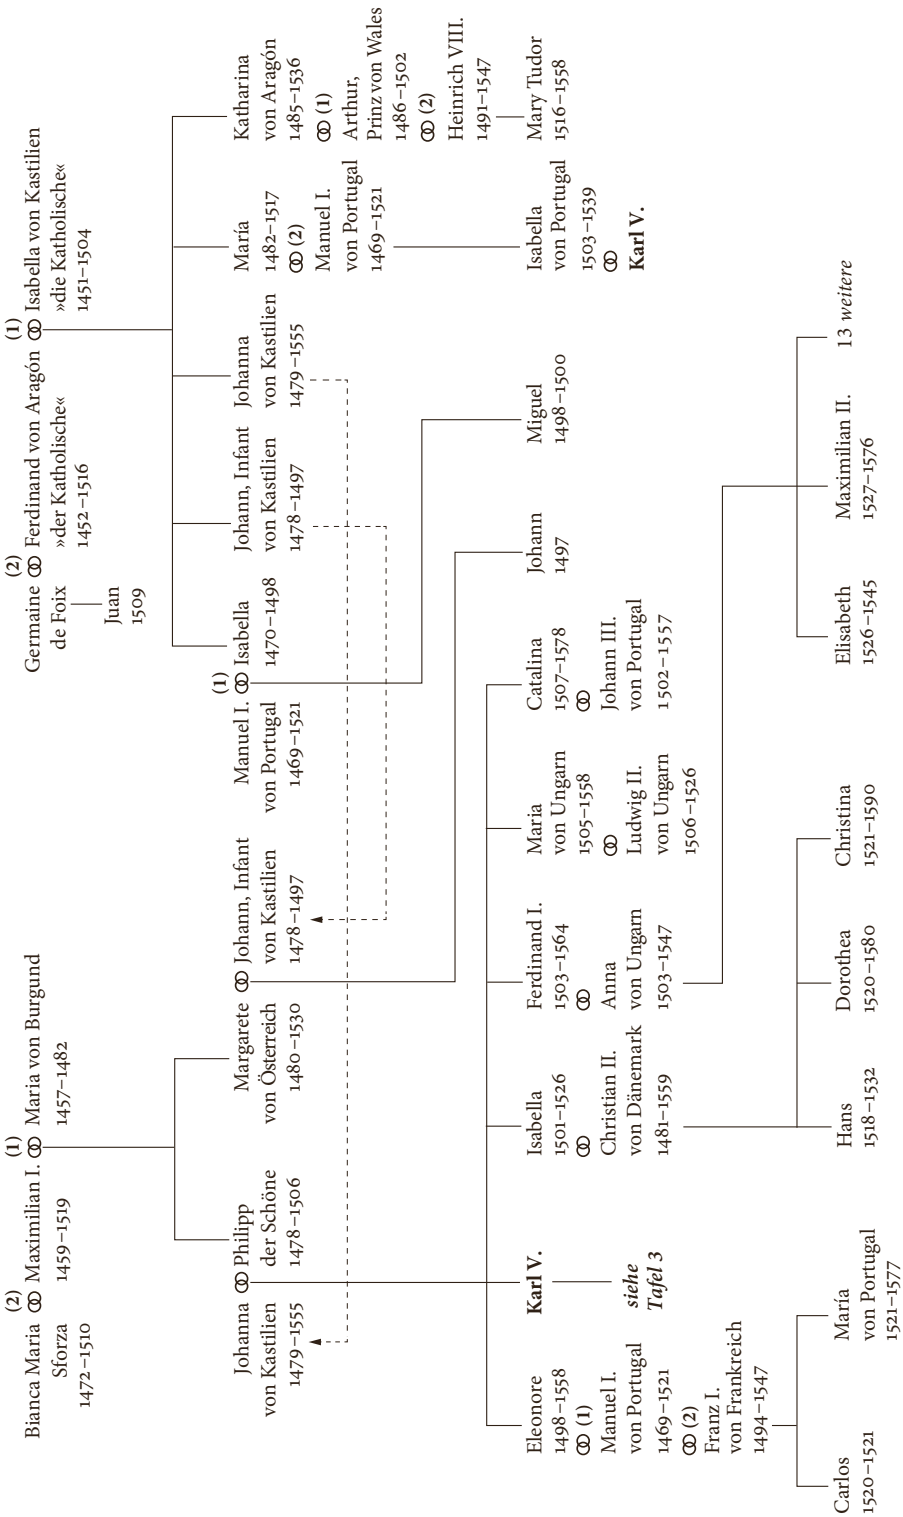 Bianca Maria
Sforza
1472–1510
(2)
Maximilian I.
1459–1519
(1)
Maria von Burgund
1457–1482
Germaine
de Foix
Juan
1509
(2)
Ferdinand von Aragón
»der Katholische«
1452–1516
(1)
Isabella von Kastilien
»die Katholische«
1451–1504
Johanna
von Kastilien
1479–1555
Philipp
der Schöne
1478–1506
Margarete
von Österreich
1480–1530
Johann, Infant
von Kastilien
1478–1497
Manuel I.
von Portugal
1469–1521
(1)
Isabella
1470–1498
Johann, Infant
von Kastilien
1478–1497
Johanna
von Kastilien
1479–1555
María
1482–1517
(2)
Manuel I.
von Portugal
1469–1521
Katharina
von Aragón
1485–1536
(1)
Arthur,
Prinz von Wales
1486–1502
(2)
Heinrich VIII.
1491–1547
Eleonore
1498–1558
(1)
Manuel I.
von Portugal
1469–1521
(2)
Franz I.
von Frankreich
1494–1547
Karl V.
siehe
Tafel 3
Isabella
1501–1526
Christian II.
von Dänemark
1481–1559
Ferdinand I.
1503–1564
Anna
von Ungarn
1503–1547
Maria
von Ungarn
1505–1558
Ludwig II.
von Ungarn
1506–1526
Catalina
1507–1578
Johann III.
von Portugal
1502–1557
Johann
1497
Miguel
1498–1500
Isabella
von Portugal
1503–1539
Karl V.
Mary Tudor
1516–1558
Carlos
1520–1521
María
von Portugal
1521–1577
Hans
1518–1532
Dorothea
1520–1580
Christina
1521–1590
Elisabeth
1526–1545
Maximilian II.
1527–1576
13 weitere